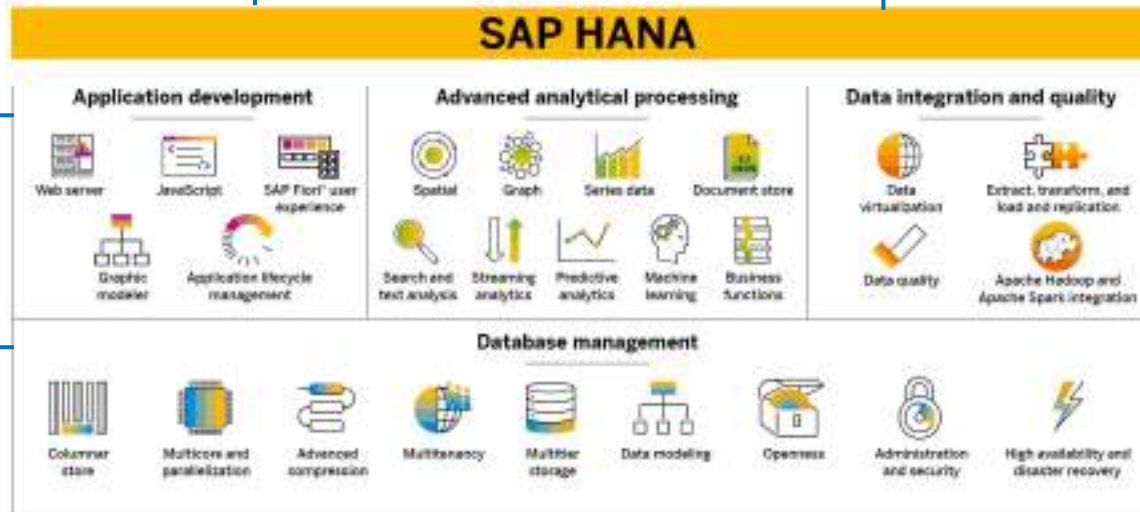 SAP HANA
Application development
Web server
JavaScript
SAP Fiori® user
experience
Graphic
modeler
Application lifecycle
management
Advanced analytical processing
Spatial
Graph
Series data
Document store
Search and
text analysis
Streaming
analytics
Predictive
analytics
Machine
learning
Business
functions
Data integration and quality
Data
virtualization
Extract, transform, and
load and replication
Data quality
Apache Hadoop and
Apache Spark integration
Database management
Columnar
store
Multicore and
parallelization
Advanced
compression
Multitenancy
Multitier
storage
Data modeling
Openness
Administration
and security
High availability and
disaster recovery